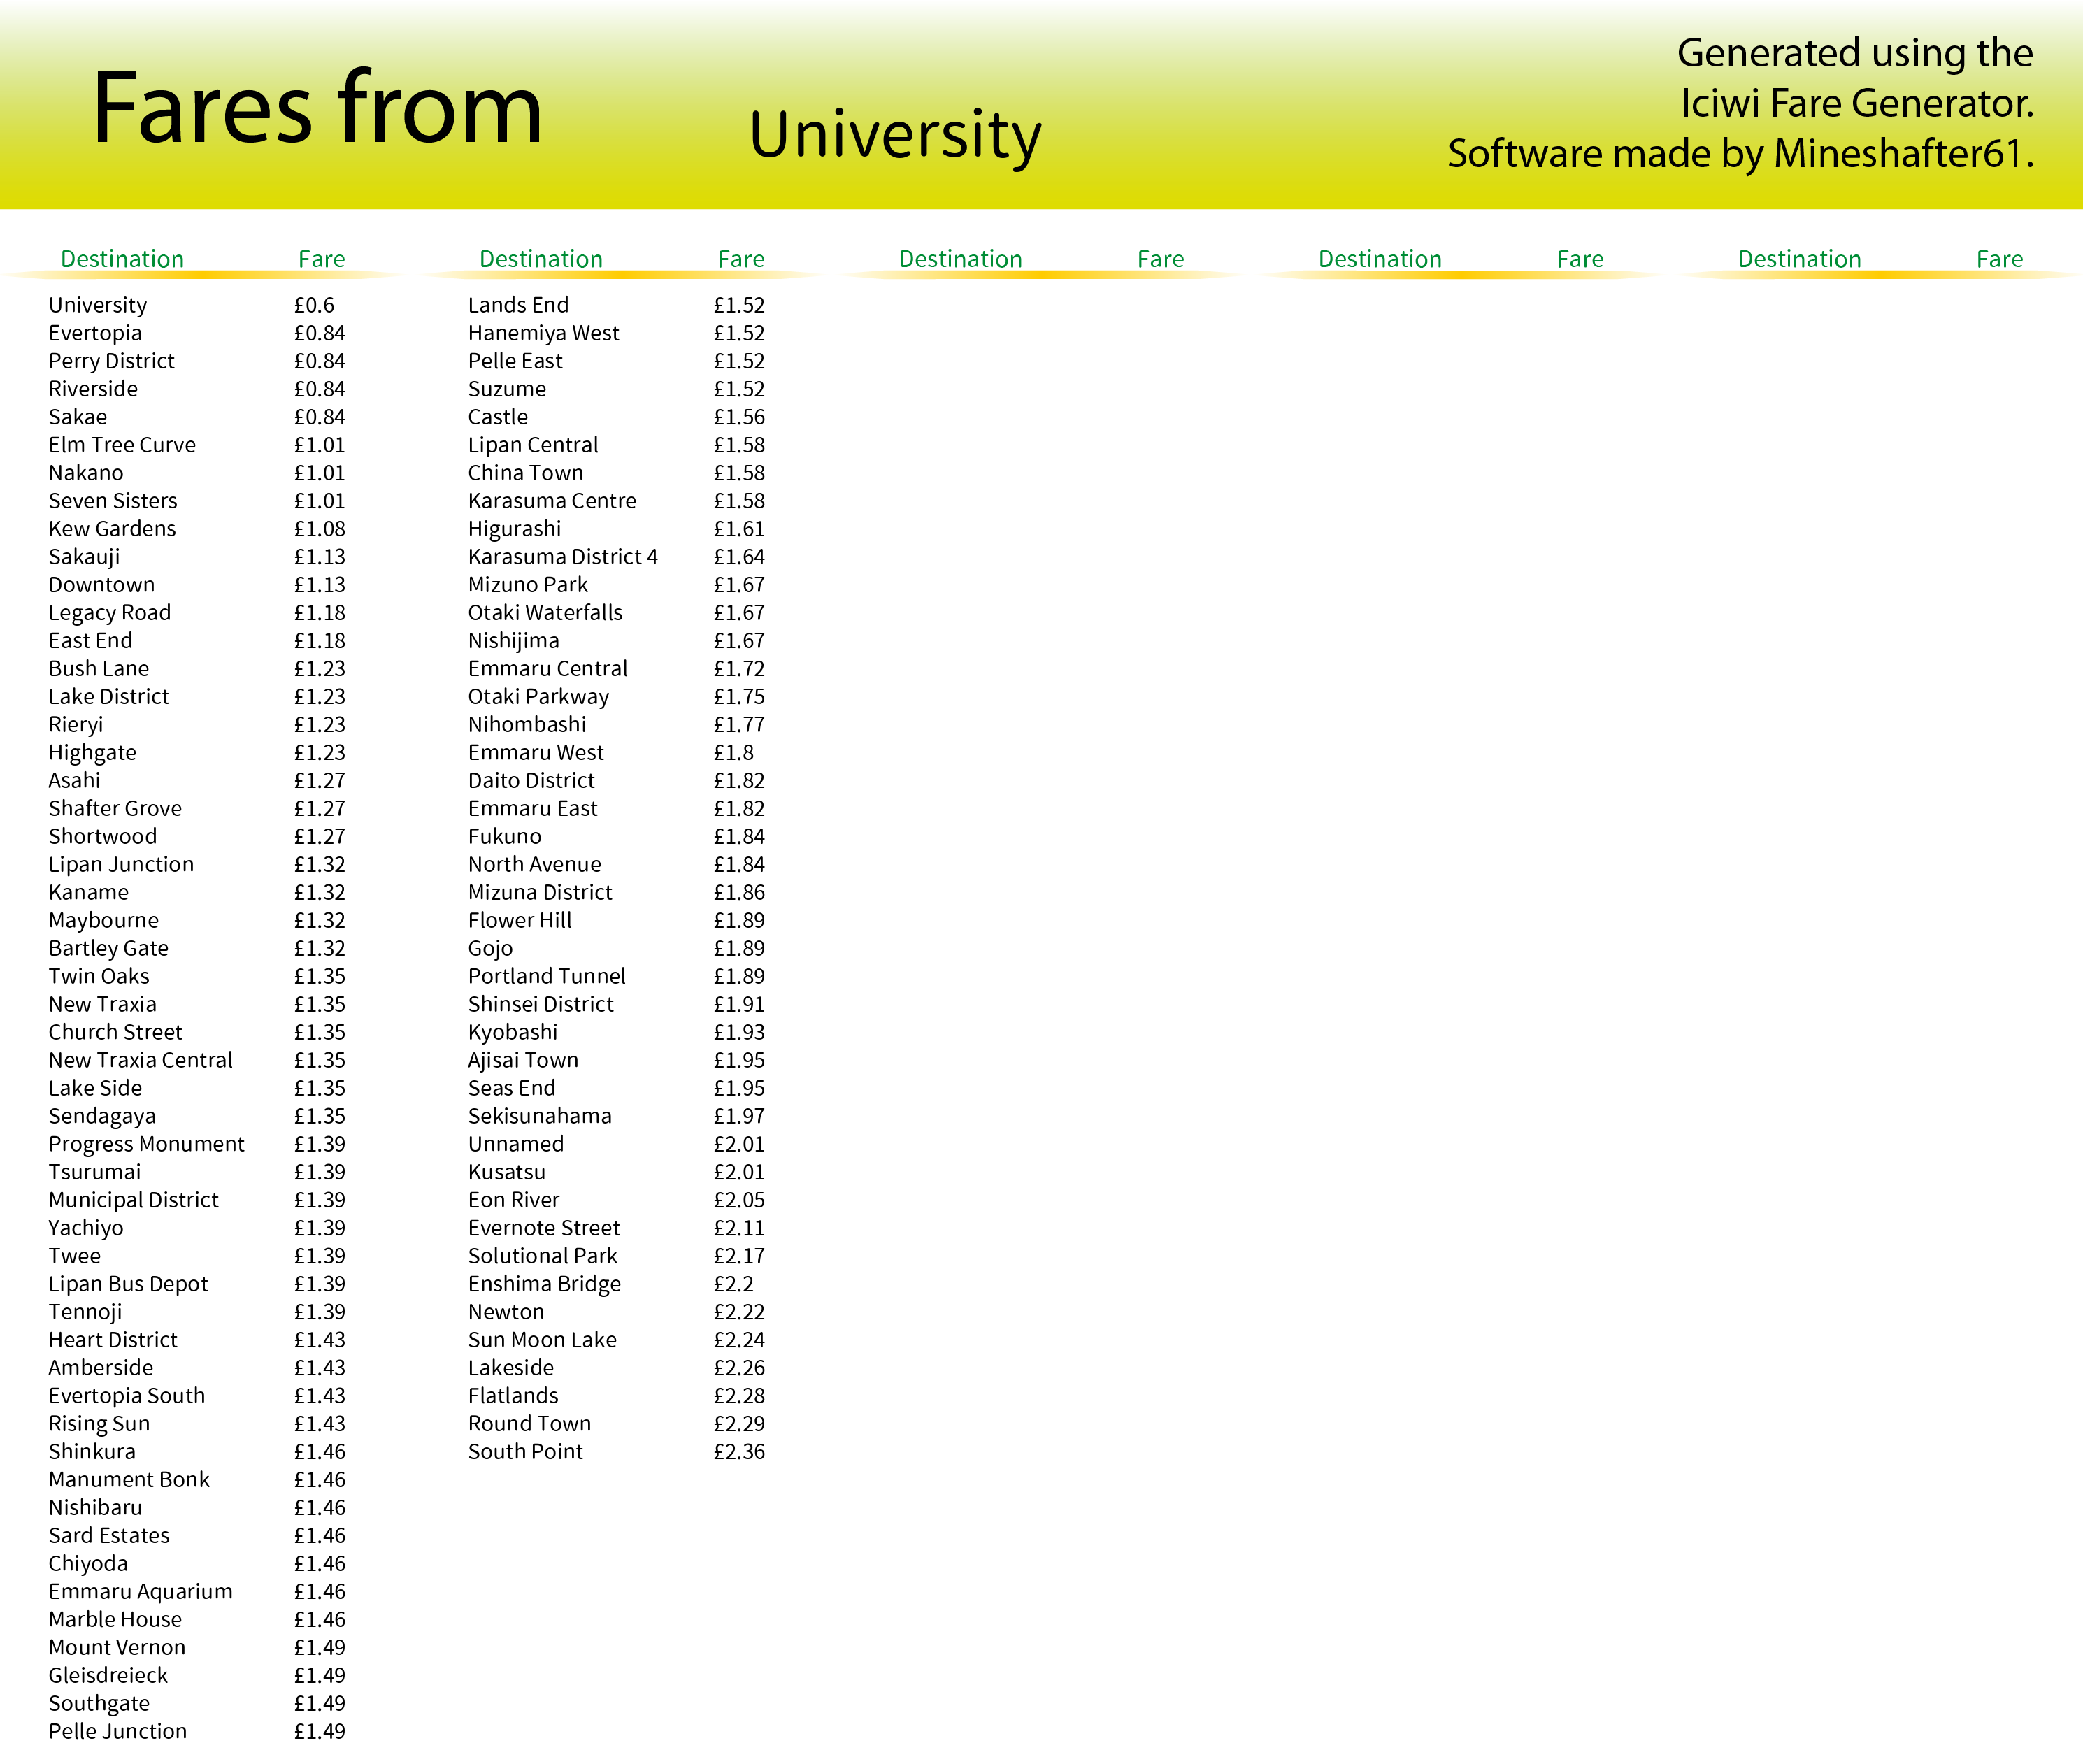 Fares from
University
Generated using the
Iciwi Fare Generator.
Software made by Mineshafter61.
Destination Fare Destination Fare Destination Fare Destination Fare Destination Fare
University £0.6
Evertopia £0.84
Perry District £0.84
Riverside £0.84
Sakae £0.84
Elm Tree Curve £1.01
Nakano £1.01
Seven Sisters £1.01
Kew Gardens £1.08
Sakauji £1.13
Downtown £1.13
Legacy Road £1.18
East End £1.18
Bush Lane £1.23
Lake District £1.23
Rieryi £1.23
Highgate £1.23
Asahi £1.27
Shafter Grove £1.27
Shortwood £1.27
Lipan Junction £1.32
Kaname £1.32
Maybourne £1.32
Bartley Gate £1.32
Twin Oaks £1.35
New Traxia £1.35
Church Street £1.35
New Traxia Central £1.35
Lake Side £1.35
Sendagaya £1.35
Progress Monument £1.39
Tsurumai £1.39
Municipal District £1.39
Yachiyo £1.39
Twee £1.39
Lipan Bus Depot £1.39
Tennoji £1.39
Heart District £1.43
Amberside £1.43
Evertopia South £1.43
Rising Sun £1.43
Shinkura £1.46
Manument Bonk £1.46
Nishibaru £1.46
Sard Estates £1.46
Chiyoda £1.46
Emmaru Aquarium £1.46
Marble House £1.46
Mount Vernon £1.49
Gleisdreieck £1.49
Southgate £1.49
Pelle Junction £1.49
Lands End £1.52
Hanemiya West £1.52
Pelle East £1.52
Suzume £1.52
Castle £1.56
Lipan Central £1.58
China Town £1.58
Karasuma Centre £1.58
Higurashi £1.61
Karasuma District 4 £1.64
Mizuno Park £1.67
Otaki Waterfalls £1.67
Nishijima £1.67
Emmaru Central £1.72
Otaki Parkway £1.75
Nihombashi £1.77
Emmaru West £1.8
Daito District £1.82
Emmaru East £1.82
Fukuno £1.84
North Avenue £1.84
Mizuna District £1.86
Flower Hill £1.89
Gojo £1.89
Portland Tunnel £1.89
Shinsei District £1.91
Kyobashi £1.93
Ajisai Town £1.95
Seas End £1.95
Sekisunahama £1.97
Unnamed £2.01
Kusatsu £2.01
Eon River £2.05
Evernote Street £2.11
Solutional Park £2.17
Enshima Bridge £2.2
Newton £2.22
Sun Moon Lake £2.24
Lakeside £2.26
Flatlands £2.28
Round Town £2.29
South Point £2.36